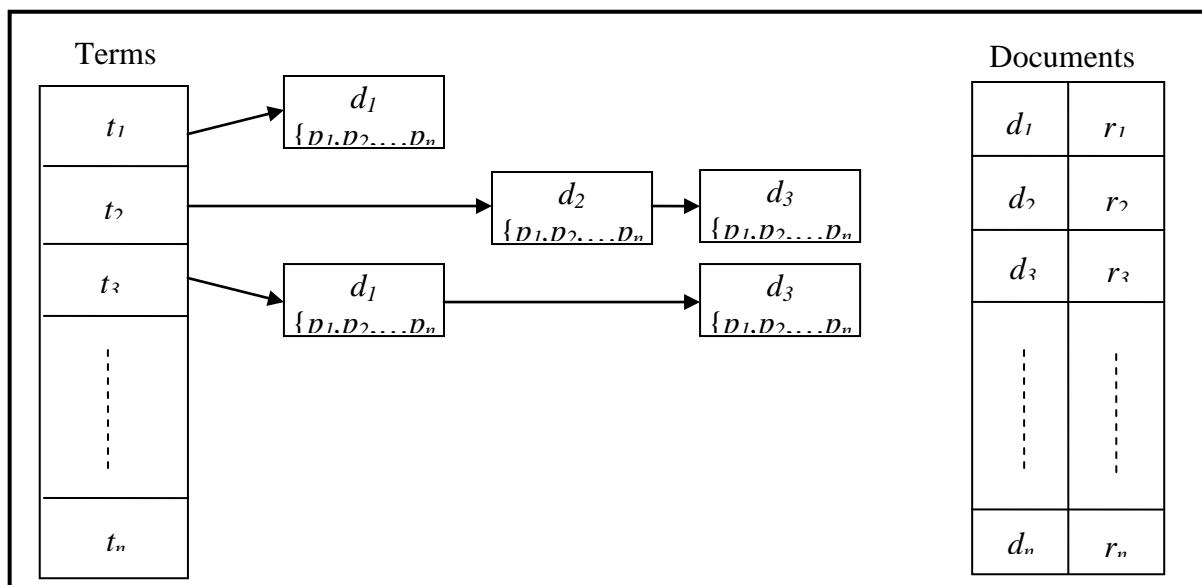 Terms
Documents
t1
d1
{p1,p2,…pn
d1 r1
t2
d2
{p1,p2,…pn
d3
{p1,p2,…pn
d2 r2
t3
d1
{p1,p2,…pn
d3
{p1,p2,…pn
d3 r3
tn
dn rn